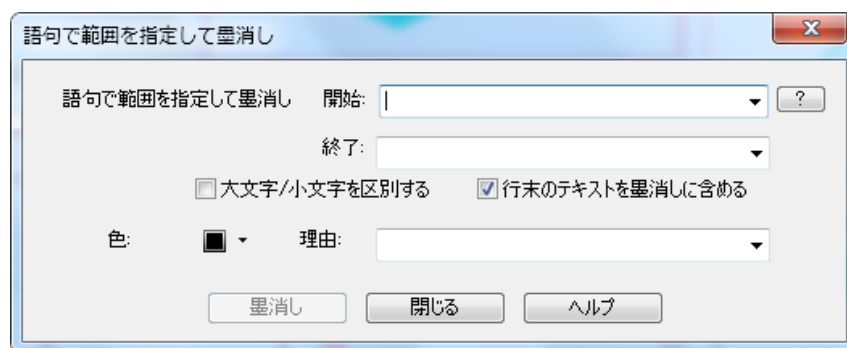 語句で範囲を指定して墨消し
語句で範囲を指定して墨消し 開始: ?
終了:
大文字/小文字を区別する 行末のテキストを墨消しに含める
色: 理由:
墨消し 閉じる ヘルプ